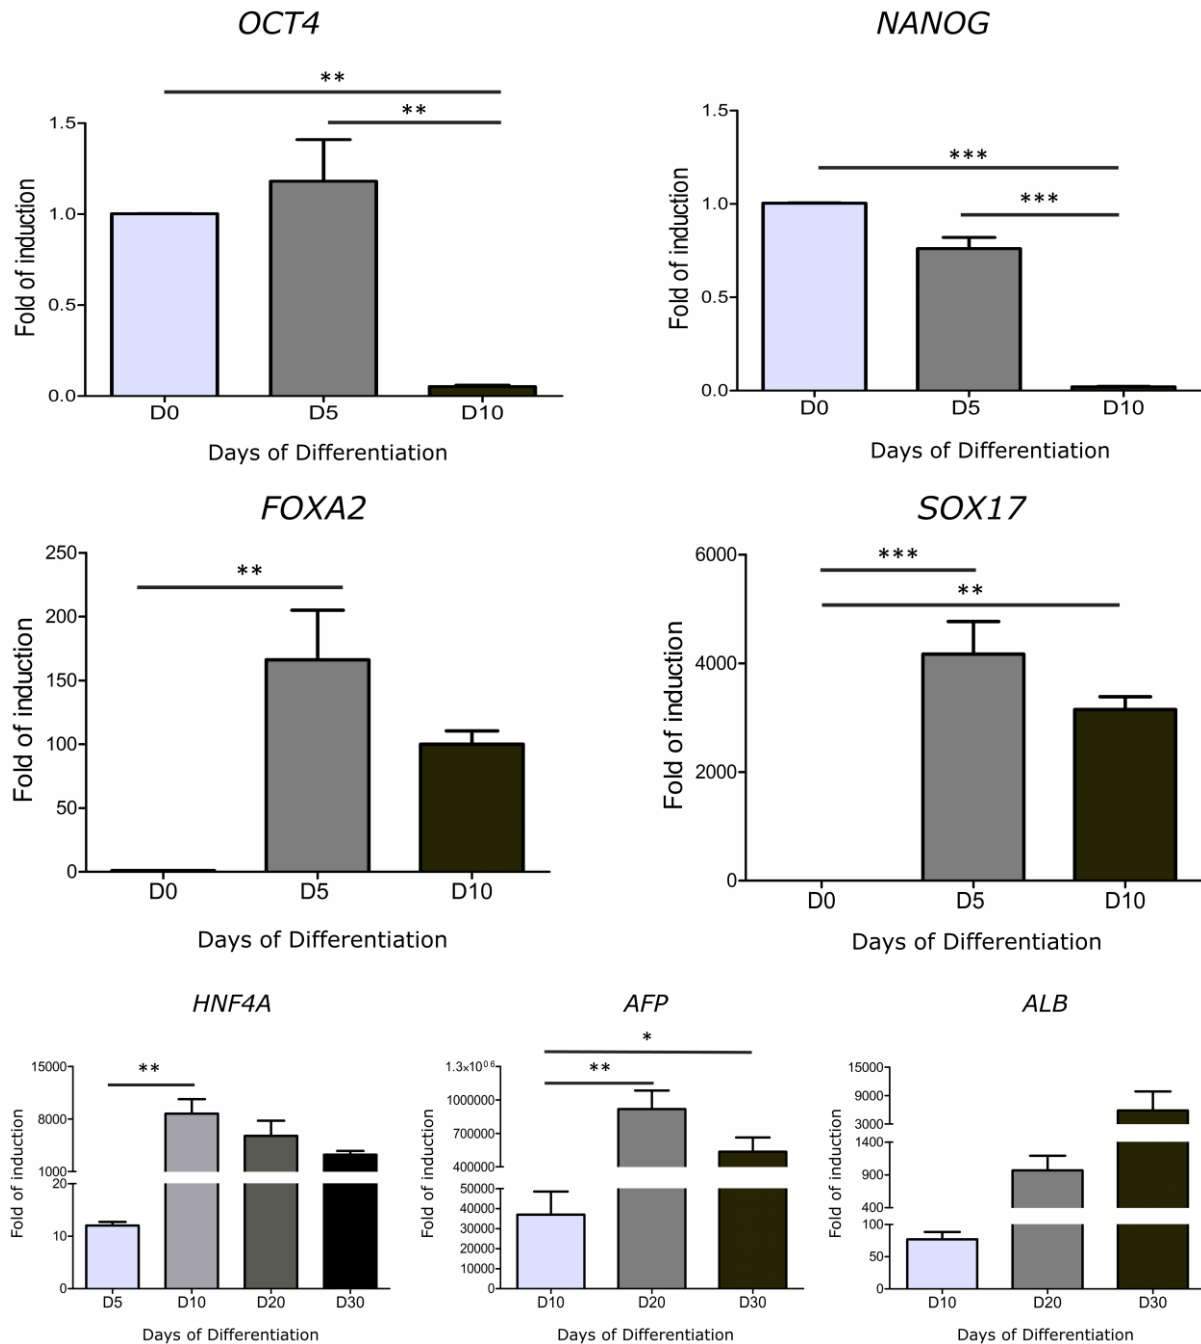 OCT4
**
**
Fold of induction
1.5
1.0
0.5
0.0
D0 D5 D10
Days of Differentiation
NANOG
***
***
Fold of induction
1.5
1.0
0.5
0.0
D0 D5 D10
Days of Differentiation
FOXA2
**
Fold of induction
250
200
150
100
50
0
D0 D5 D10
Days of Differentiation
SOX17
***
**
Fold of induction
6000
4000
2000
0
D0 D5 D10
Days of Differentiation
HNF4A
**
Fold of induction
15000
8000
1000
20
10
0
D5 D10 D20 D30
Days of Differentiation
AFP
*
**
Fold of induction
1.3×10⁰⁶
1000000
700000
400000
50000
40000
30000
20000
10000
0
D10 D20 D30
Days of Differentiation
ALB
Fold of induction
15000
9000
3000
1400
900
400
100
50
0
D10 D20 D30
Days of Differentiation